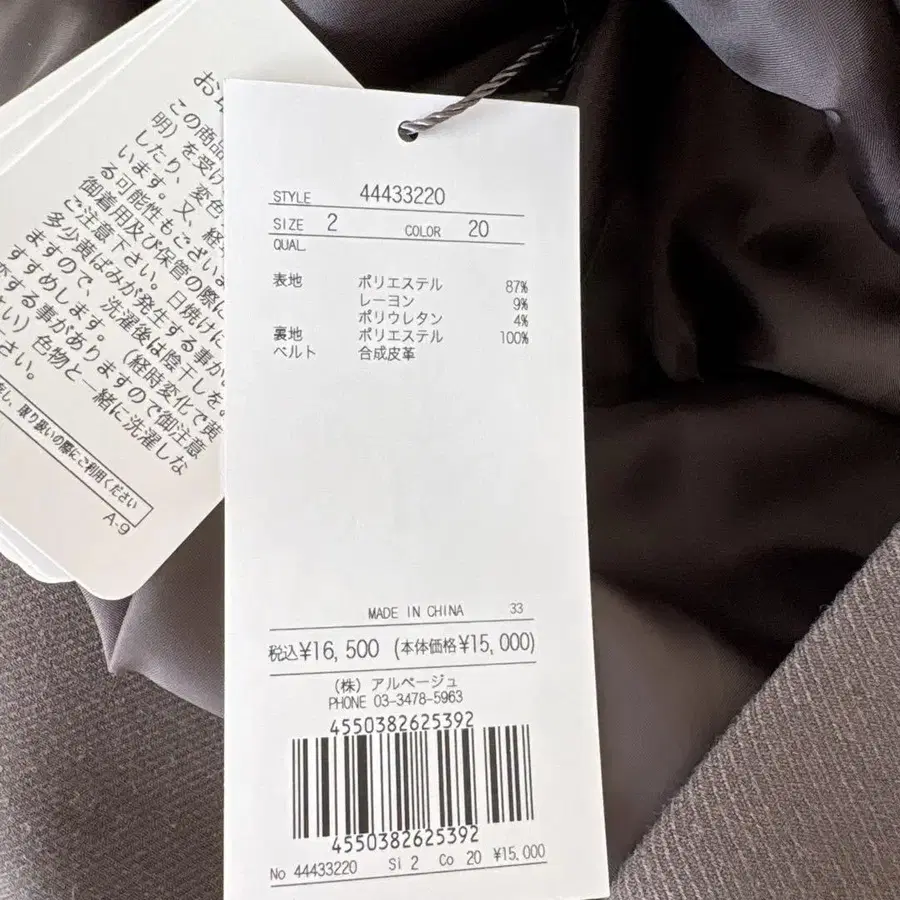 お取
この商品
明)を受け
したり、変色
います。又、経
る可能性もございま
御着用及び保管の際に
ご注意下さい。日焼けた
多少黄ばみが発生する事が
ますので、洗濯後は陰干しを
すすめします。(経時変化で黄
変する事がありますので御注意
さい)色物と一緒に洗濯しな
さい。
をし、取り扱いの際にご利用ください
A-9
STYLE 44433220
SIZE 2 COLOR 20
QUAL
表地 ポリエステル 87%
レーヨン 9%
ポリウレタン 4%
裏地 ポリエステル 100%
ベルト 合成皮革
MADE IN CHINA 33
税込¥16,500 (本体価格¥15,000)
(株) アルページュ
PHONE 03-3478-5963
4550382625392
4550382625392
No 44433220 Si 2 Co 20 ¥15,000